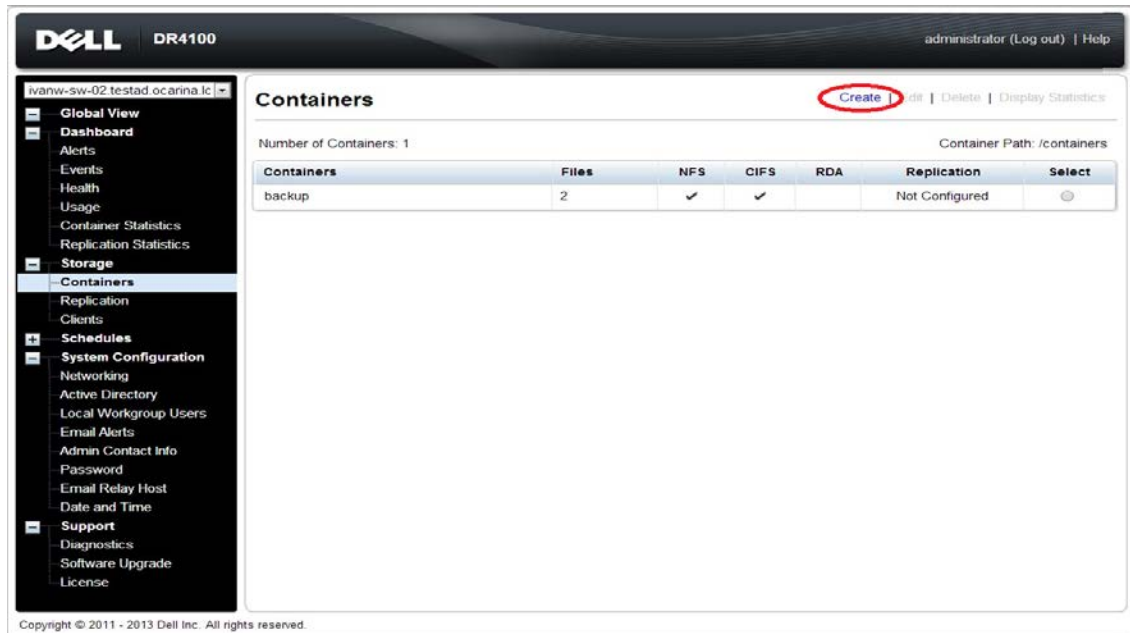 DELL DR4100
administrator (Log out) | Help
ivanw-sw-02.testad.ocarina.lc
Global View
Dashboard
Alerts
Events
Health
Usage
Container Statistics
Replication Statistics
Storage
Containers
Replication
Clients
Schedules
System Configuration
Networking
Active Directory
Local Workgroup Users
Email Alerts
Admin Contact Info
Password
Email Relay Host
Date and Time
Support
Diagnostics
Software Upgrade
License
Containers
Create | Edit | Delete | Display Statistics
Number of Containers: 1
Container Path: /containers
Containers Files NFS CIFS RDA Replication Select
backup 2 ✔ ✔ Not Configured
Copyright © 2011 - 2013 Dell Inc. All rights reserved.